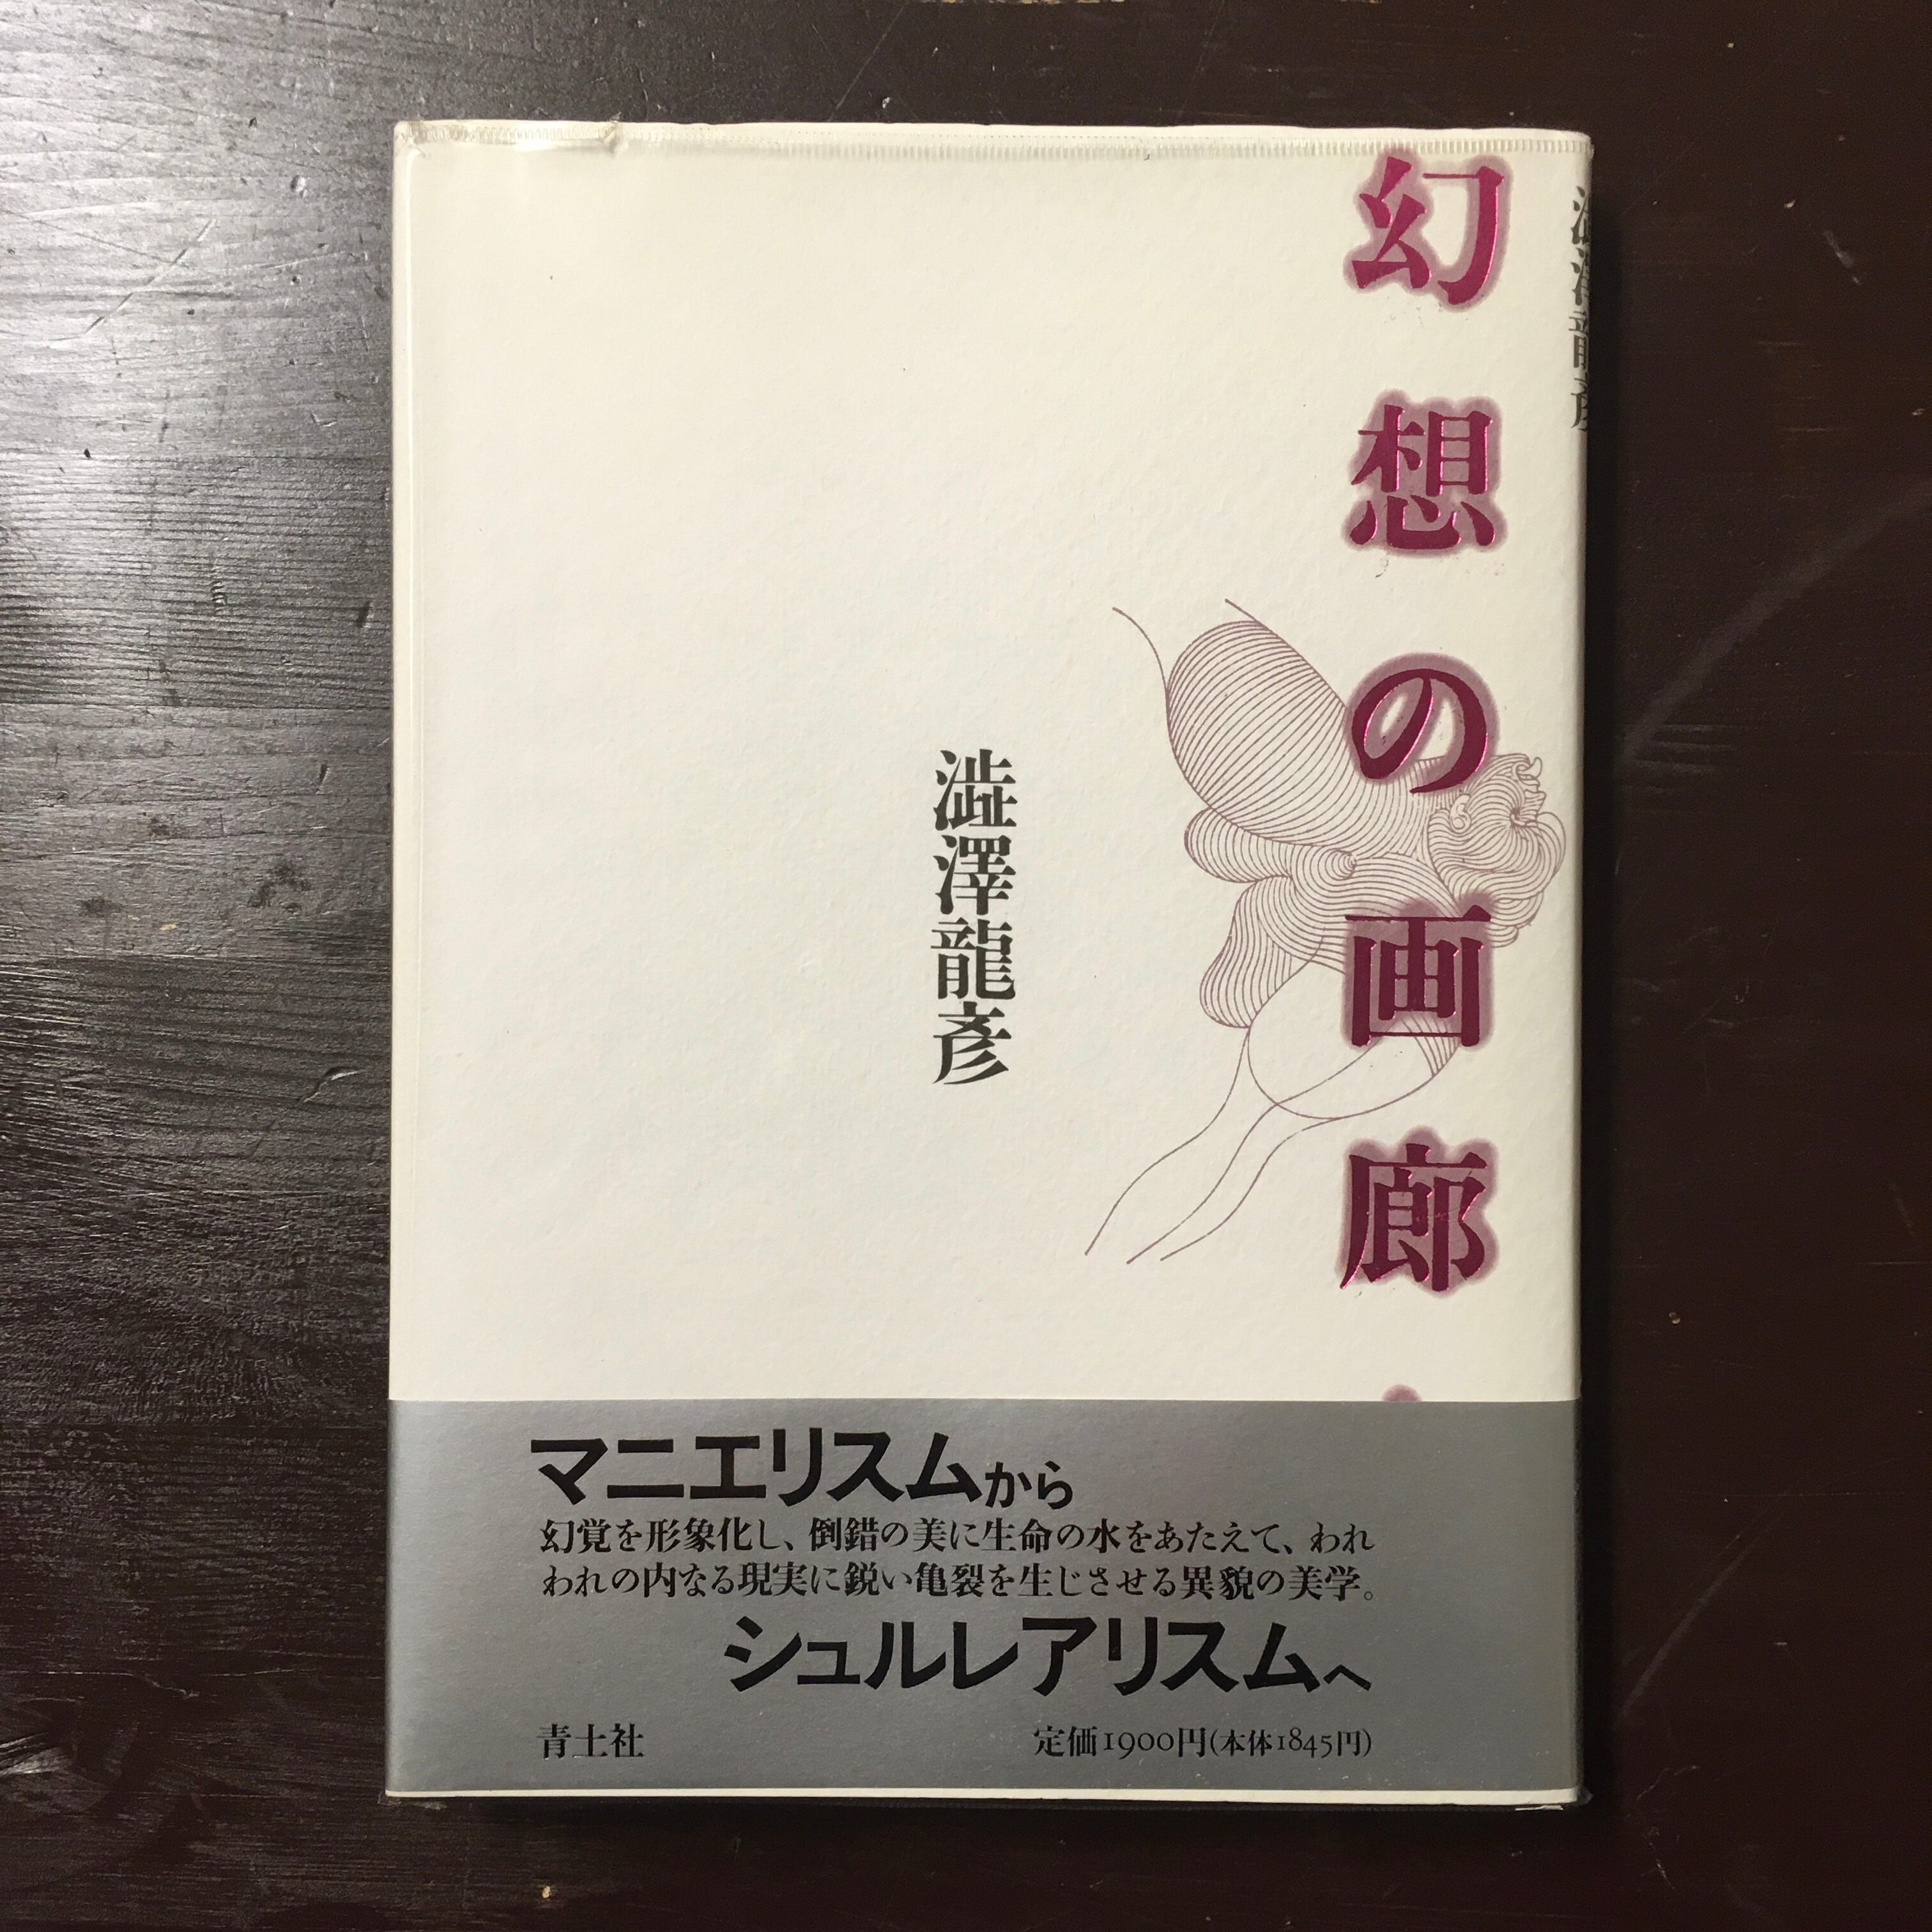 幻想の画廊
澁澤龍彥
マニエリスムから
幻覚を形象化し、倒錯の美に生命の水をあたえて、われ
われの内なる現実に鋭い亀裂を生じさせる異貌の美学。
シュルレアリスムへ
青土社
定価1900円(本体1845円)
澁澤龍彥